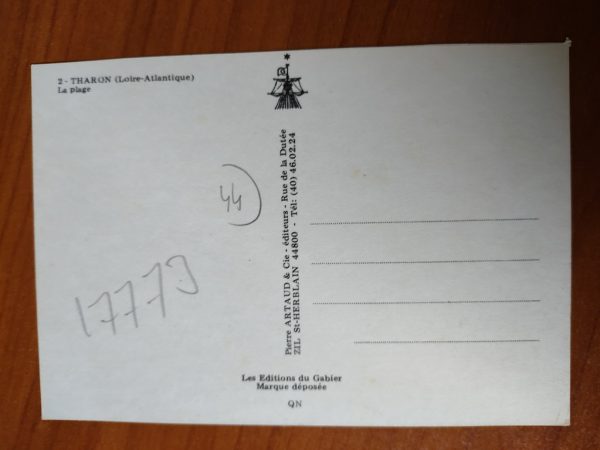 2 - THARON (Loire-Atlantique)
La plage
44
17773
Pierre ARTAUD & Cie - éditeurs - Rue de la Dutée
ZIL St-HERBLAIN 44800 - Tél: (40) 46.02.24
Les Editions du Gabier
Marque déposée
QN